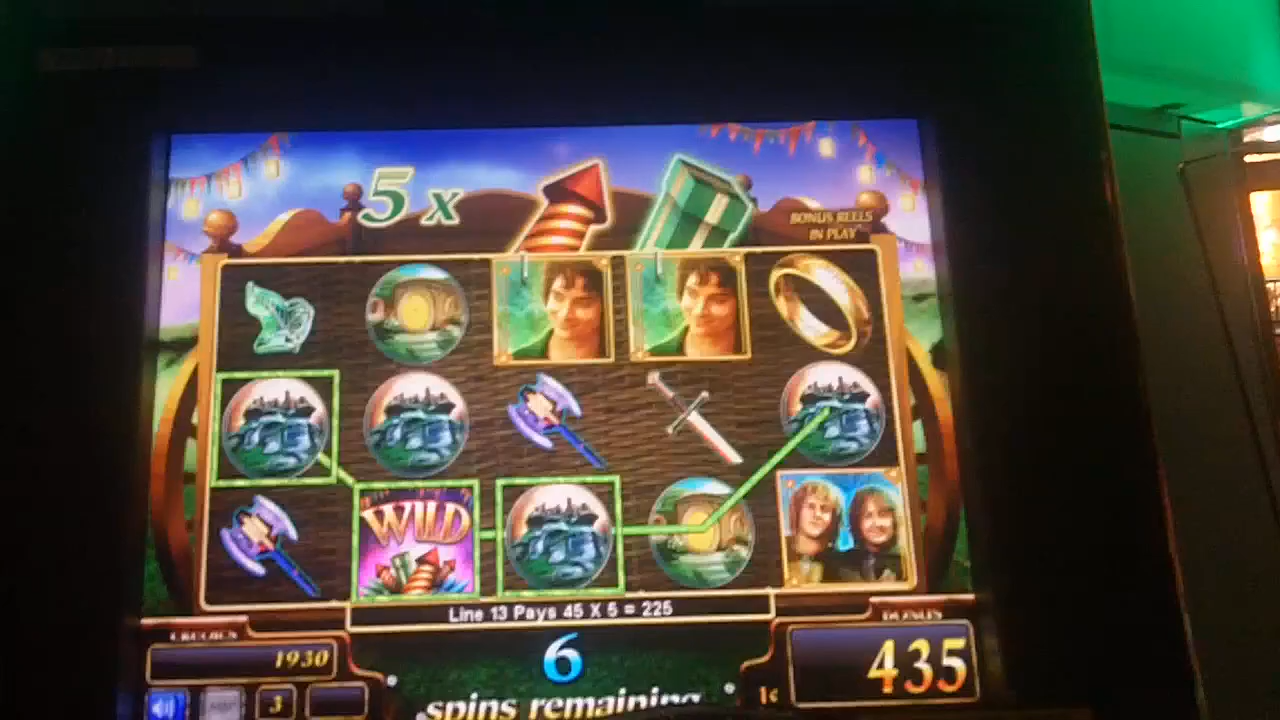 5 x
BONUS REELS
IN PLAY
WILD
Line 13 Pays 45 X 5 = 225
CREDITS
1930
3
6
spins remaining
BONUS
1¢
435